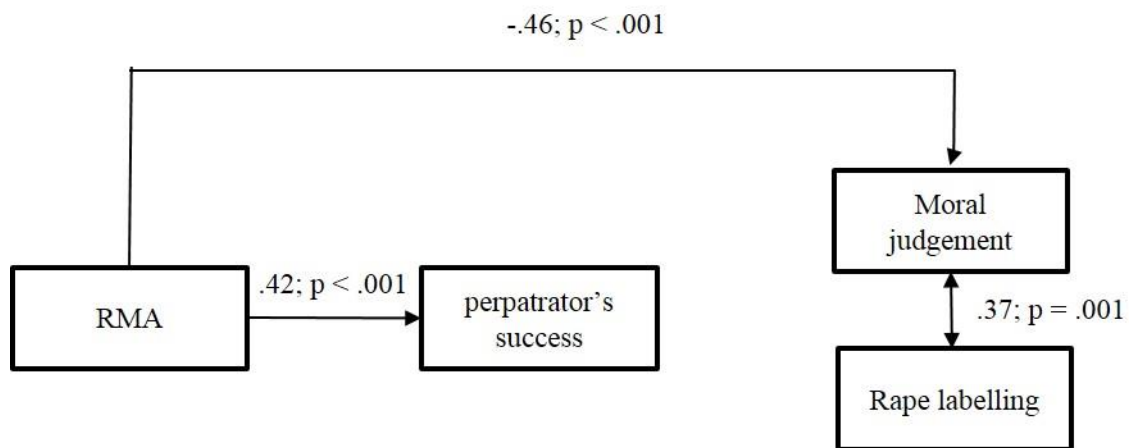 -.46; p < .001
Moral
judgement
.42; p < .001
RMA
perpatrator's
success
.37; p = .001
Rape labelling